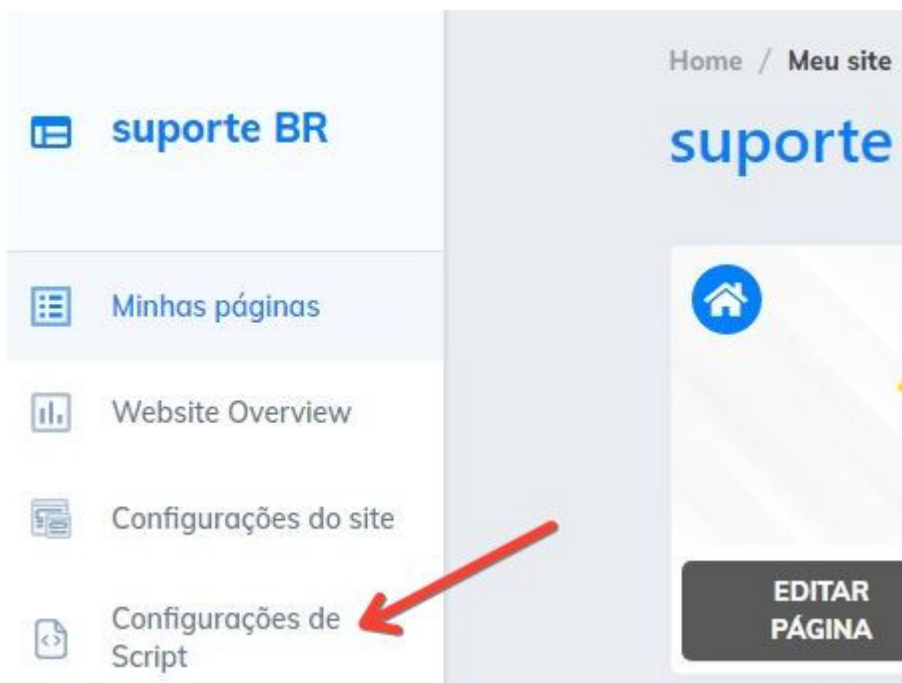 suporte BR
Minhas páginas
Website Overview
Configurações do site
Configurações de
Script
Home / Meu site
suporte
EDITAR
PÁGINA